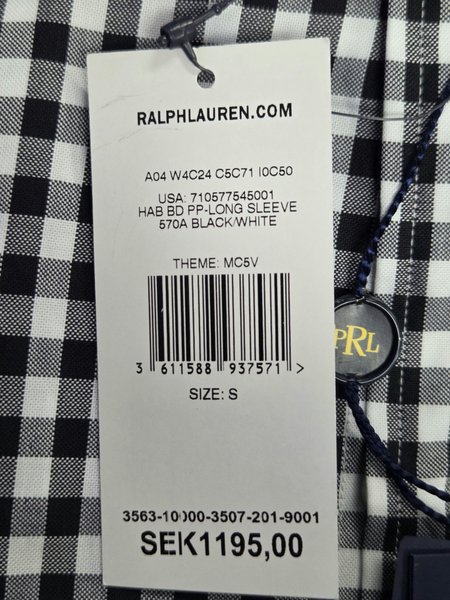 RALPHLAUREN.COM
A04 W4C24 C5C71 I0C50
USA: 710577545001
HAB BD PP-LONG SLEEVE
570A BLACK/WHITE
THEME: MC5V
3 611588 937571 >
SIZE: S
3563-10000-3507-201-9001
SEK1195,00
PRL